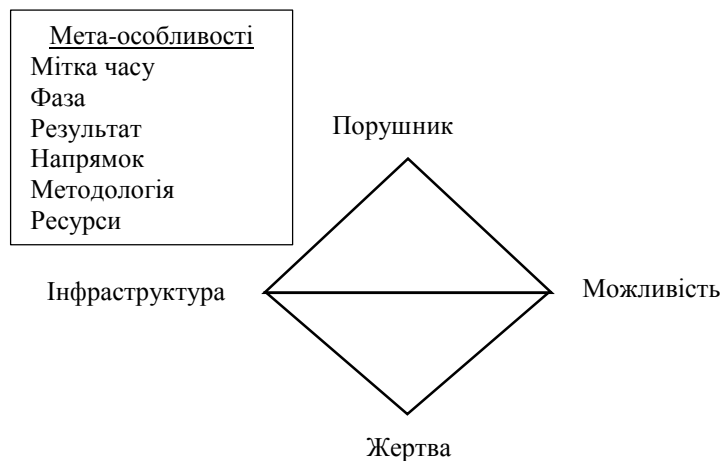 Мета-особливості
Мітка часу
Фаза
Результат
Напрямок
Методологія
Ресурси
Порушник
Інфраструктура
Можливість
Жертва